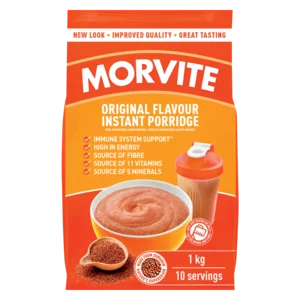 NEW LOOK • IMPROVED QUALITY • GREAT TASTING
MORVITE
ORIGINAL FLAVOUR
INSTANT PORRIDGE
IMMUNE SYSTEM SUPPORT
HIGH IN ENERGY
SOURCE OF FIBRE
SOURCE OF 11 VITAMINS
SOURCE OF 5 MINERALS
1 kg
10 servings